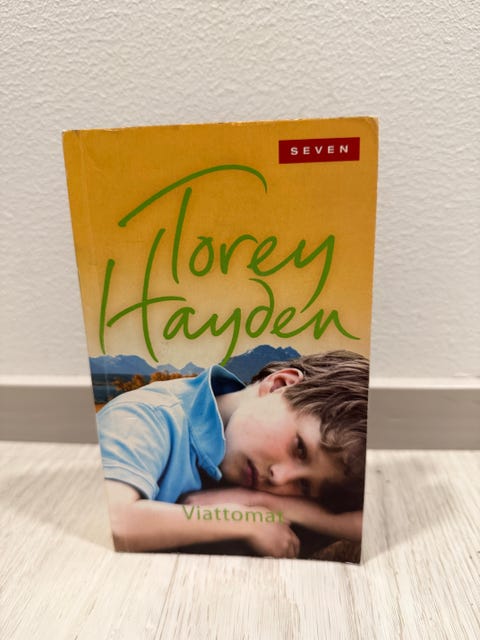 SEVEN
Torey
Hayden
Viattomat